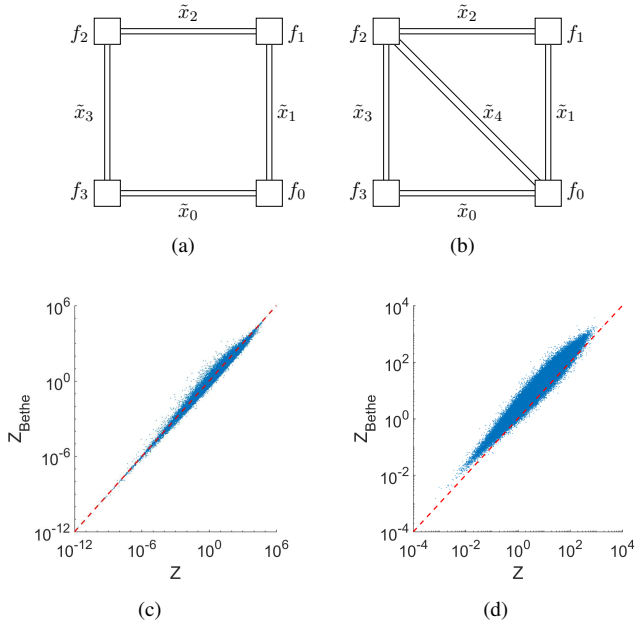 x̃₂ x̃₂
f₂ f₁ f₂ f₁
x̃₃ x̃₁ x̃₃ x̃₄ x̃₁
f₃ f₀ f₃ f₀
x̃₀ x̃₀
(a) (b)
10⁶ 10⁴
10⁰ 10²
Z_Bethe Z_Bethe
10⁰
10⁻⁶ 10⁻²
10⁻¹² 10⁻⁴
10⁻¹² 10⁻⁶ 10⁰ 10⁶ 10⁻⁴ 10⁻² 10⁰ 10² 10⁴
Z Z
(c) (d)